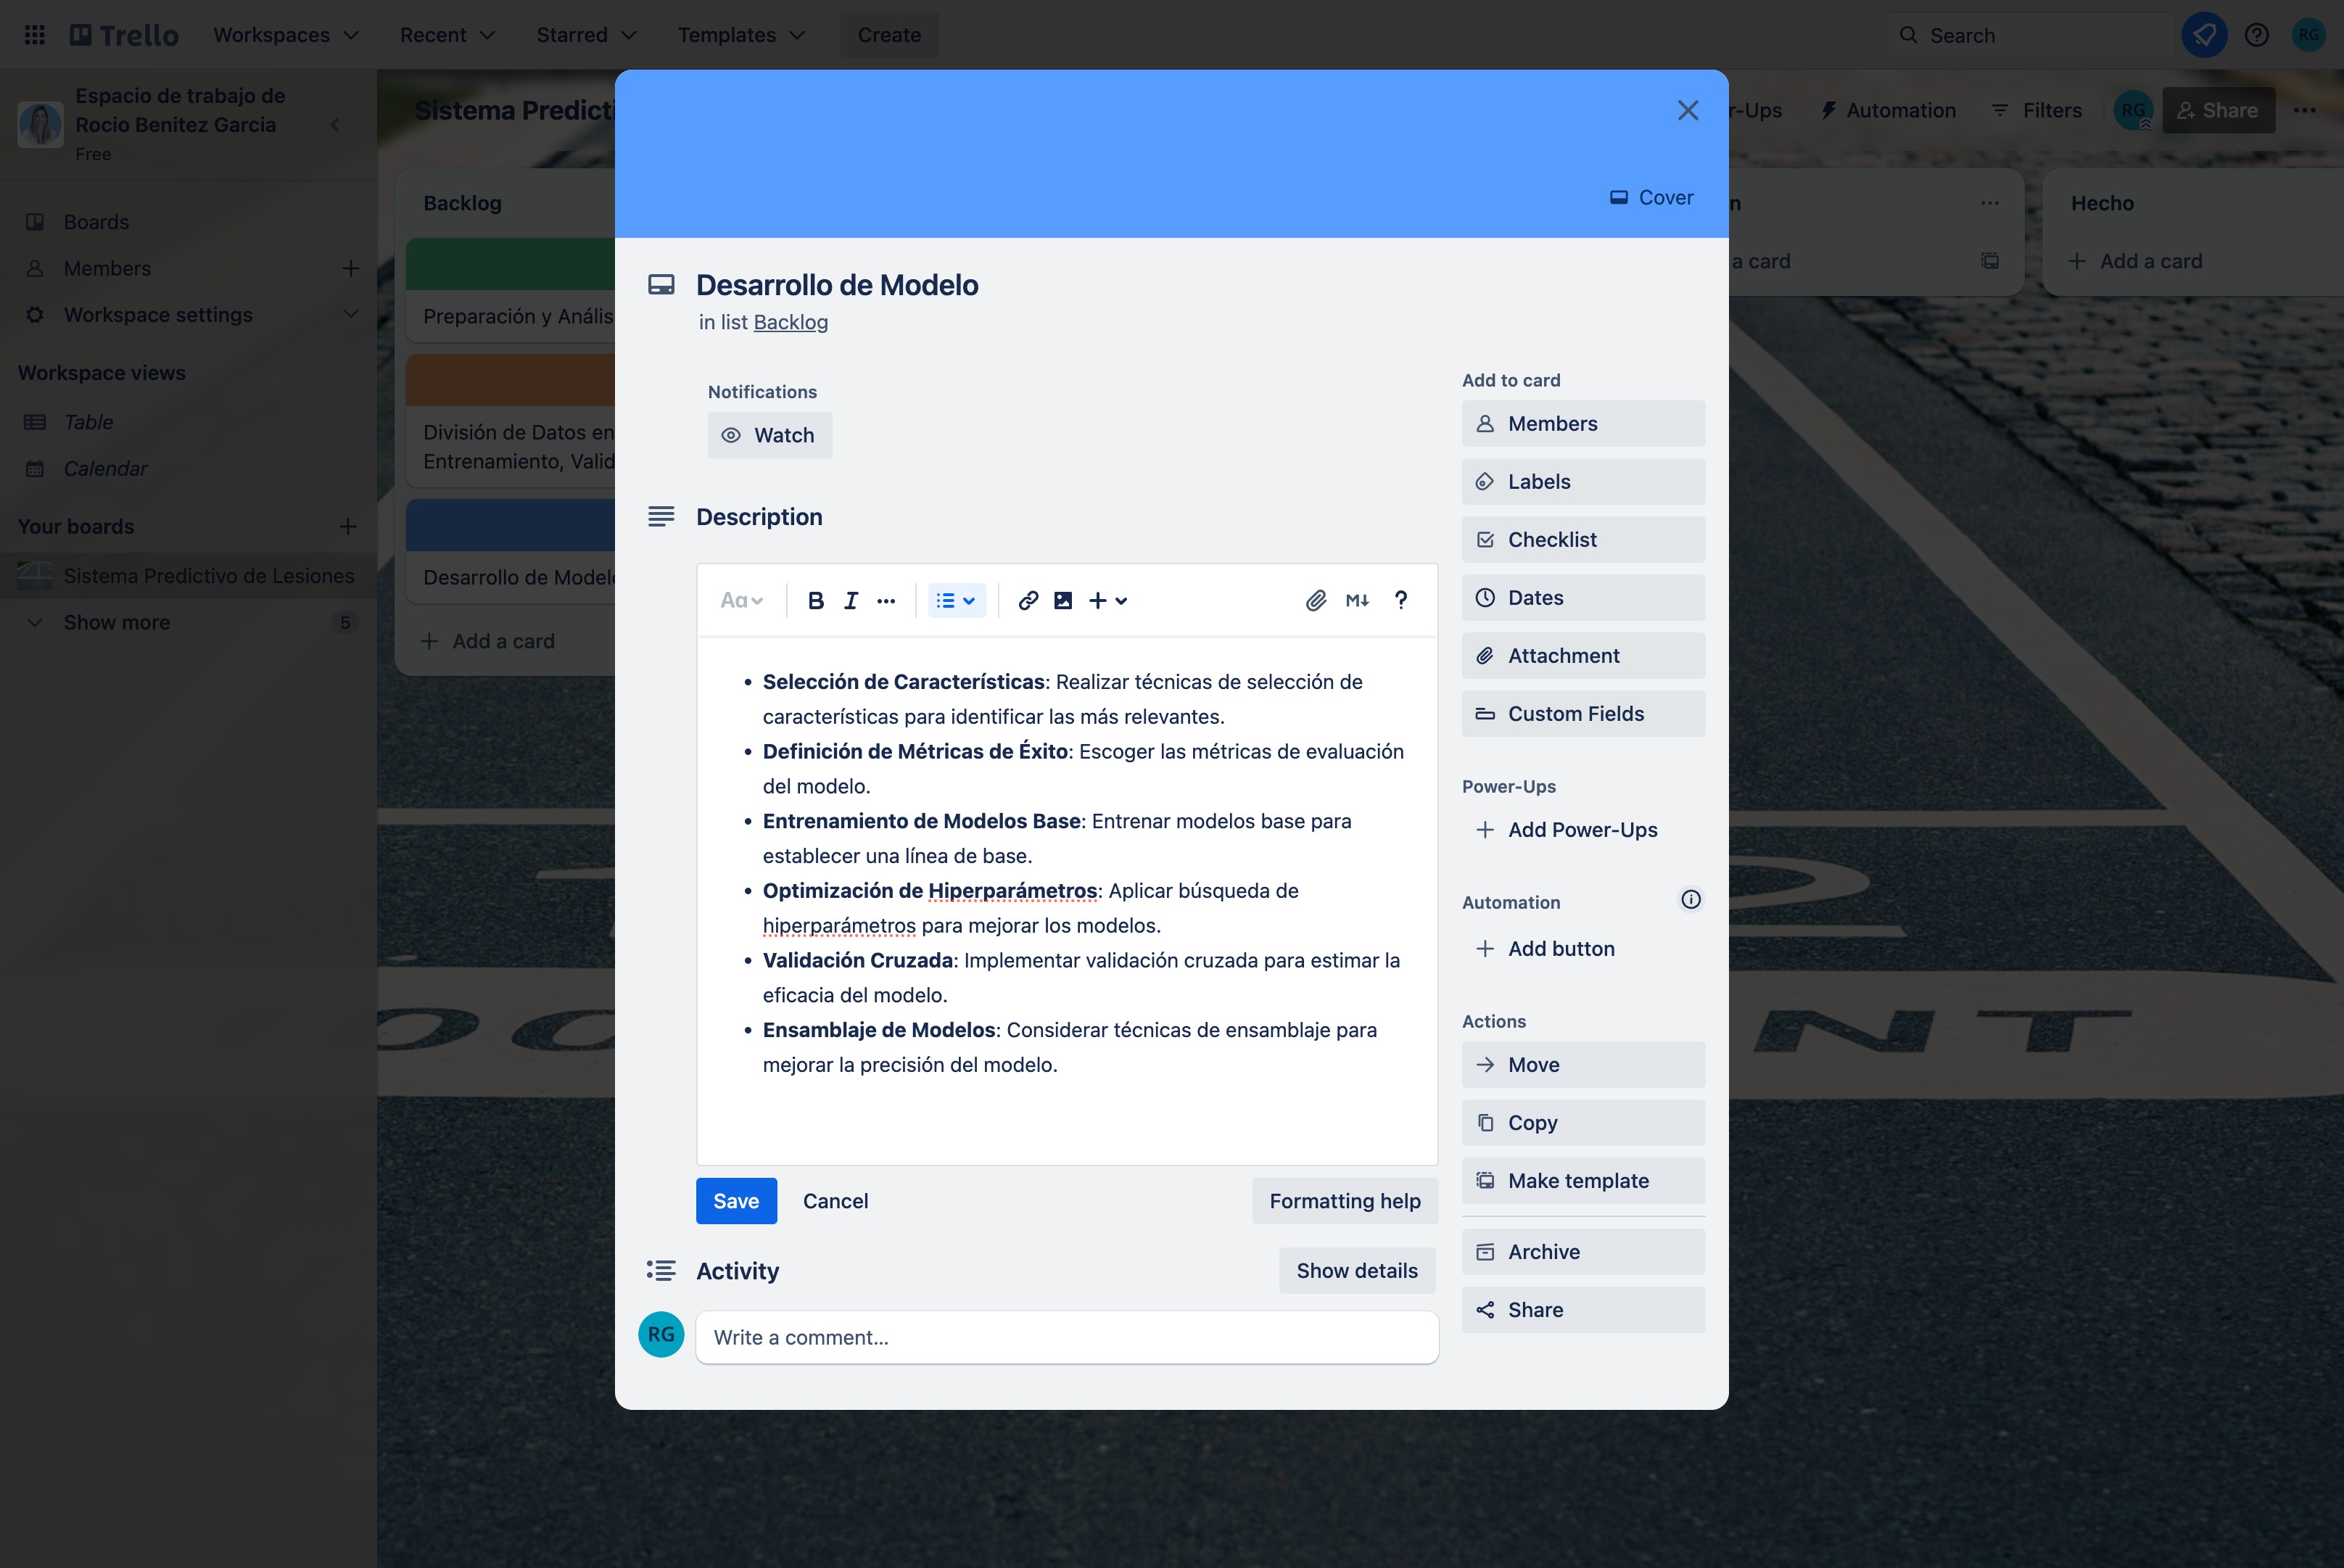 Trello
Workspaces
Recent
Starred
Templates
Create
Search
RG
Espacio de trabajo de
Rocio Benitez Garcia
Free
Boards
Members
Workspace settings
Workspace views
Table
Calendar
Your boards
Sistema Predictivo de Lesiones
Show more
5
Sistema Predicti
r-Ups
Automation
Filters
RG
Share
Backlog
Preparación y Anális
División de Datos en
Entrenamiento, Valid
Desarrollo de Model
Add a card
n
a card
Hecho
Add a card
Cover
Desarrollo de Modelo
in list Backlog
Notifications
Watch
Description
Aa
B
I
M
?
Selección de Características: Realizar técnicas de selección de
características para identificar las más relevantes.
Definición de Métricas de Éxito: Escoger las métricas de evaluación
del modelo.
Entrenamiento de Modelos Base: Entrenar modelos base para
establecer una línea de base.
Optimización de Hiperparámetros: Aplicar búsqueda de
hiperparámetros para mejorar los modelos.
Validación Cruzada: Implementar validación cruzada para estimar la
eficacia del modelo.
Ensamblaje de Modelos: Considerar técnicas de ensamblaje para
mejorar la precisión del modelo.
Save
Cancel
Formatting help
Activity
Show details
RG
Write a comment...
Add to card
Members
Labels
Checklist
Dates
Attachment
Custom Fields
Power-Ups
Add Power-Ups
Automation
Add button
Actions
Move
Copy
Make template
Archive
Share
NT